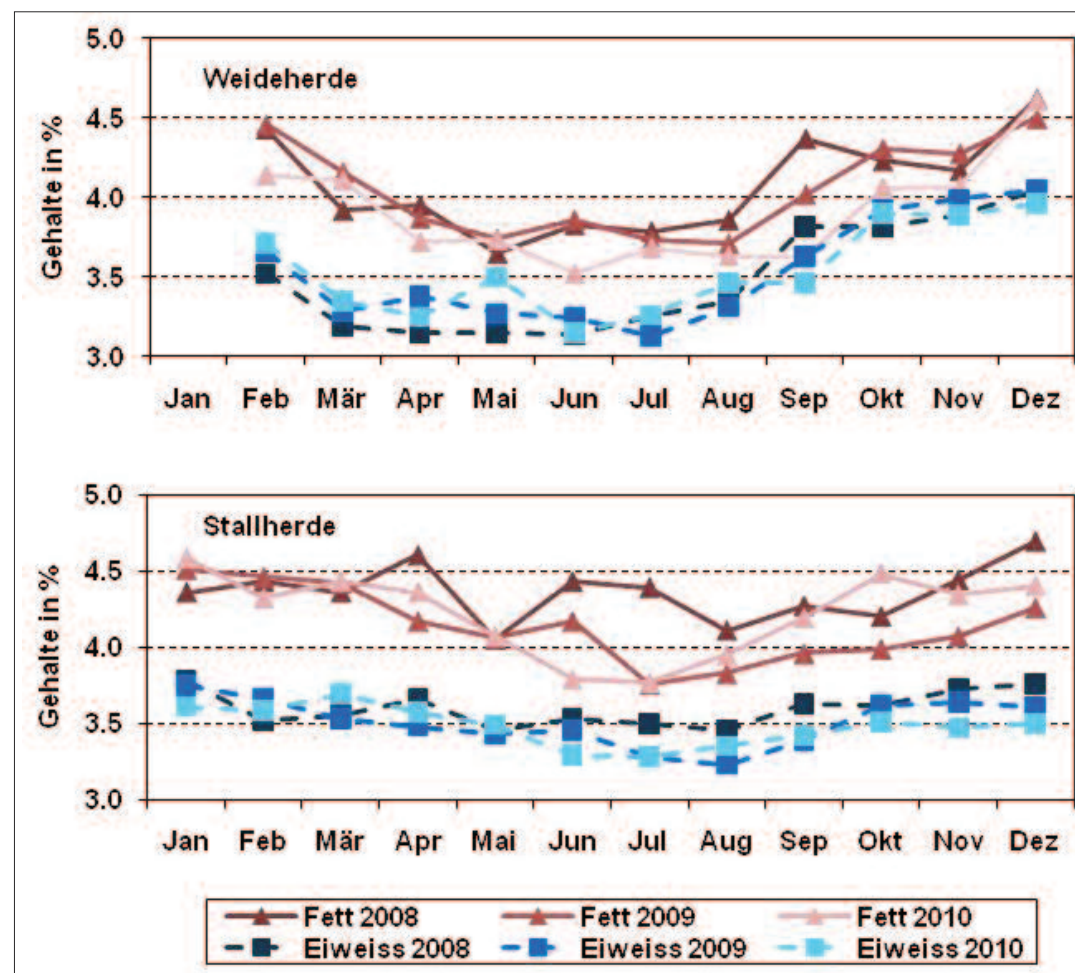 5.0
Weideherde
4.5
4.0
3.5
3.0
Gehalte in %
Jan Feb Mär Apr Mai Jun Jul Aug Sep Okt Nov Dez
5.0
Stallherde
4.5
4.0
3.5
3.0
Gehalte in %
Jan Feb Mär Apr Mai Jun Jul Aug Sep Okt Nov Dez
Fett 2008 Fett 2009 Fett 2010
Eiweiss 2008 Eiweiss 2009 Eiweiss 2010